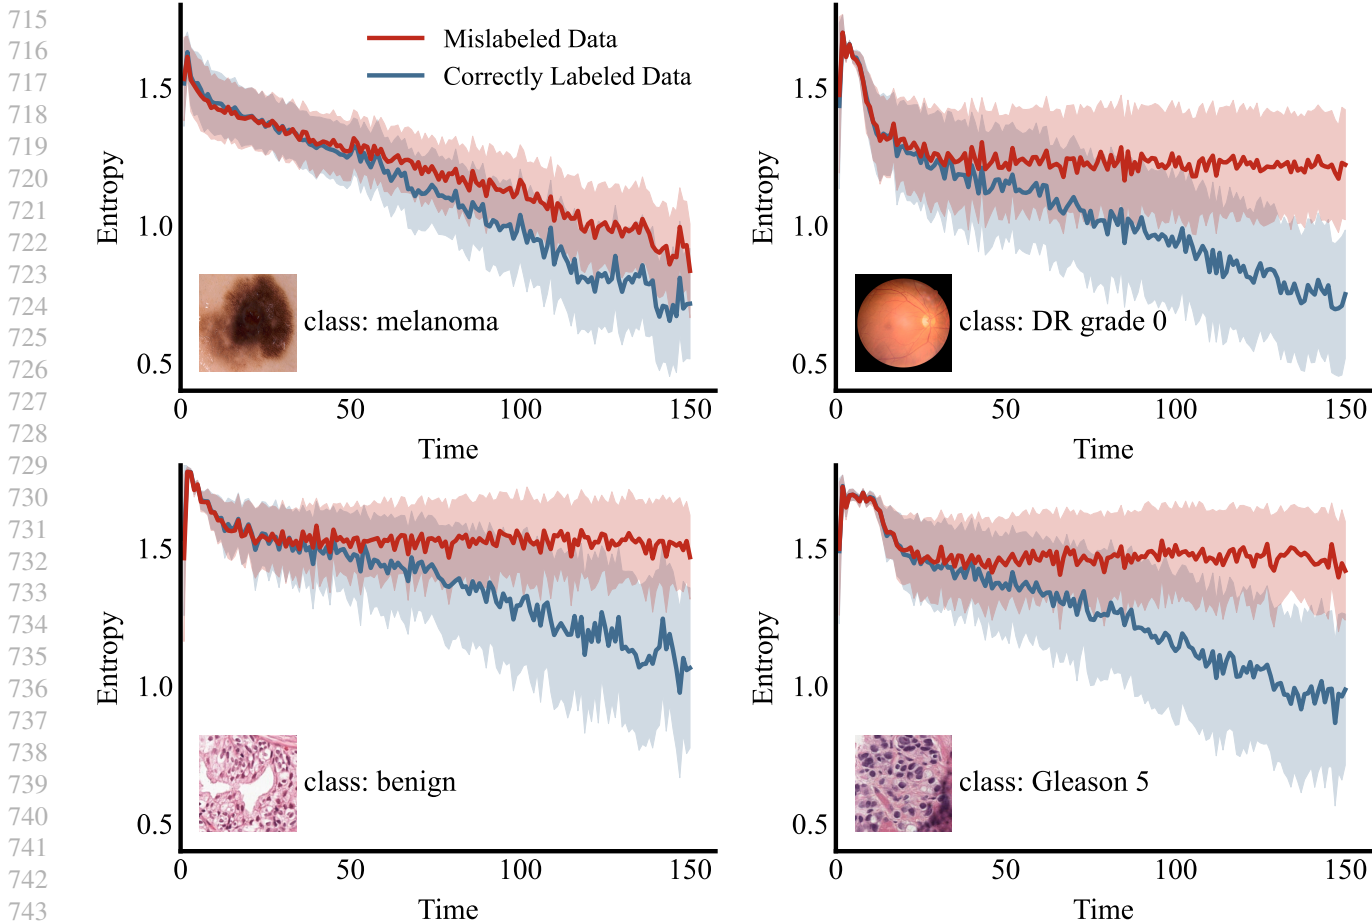 715
716
717
718
719
720
721
722
723
724
725
726
727
728
729
730
731
732
733
734
735
736
737
738
739
740
741
742
743
Mislabeled Data
Correctly Labeled Data
1.5
1.0
0.5
Entropy
class: melanoma
0 50 100 150
Time
1.5
1.0
0.5
Entropy
class: DR grade 0
0 50 100 150
Time
1.5
1.0
0.5
Entropy
class: benign
0 50 100 150
Time
1.5
1.0
0.5
Entropy
class: Gleason 5
0 50 100 150
Time